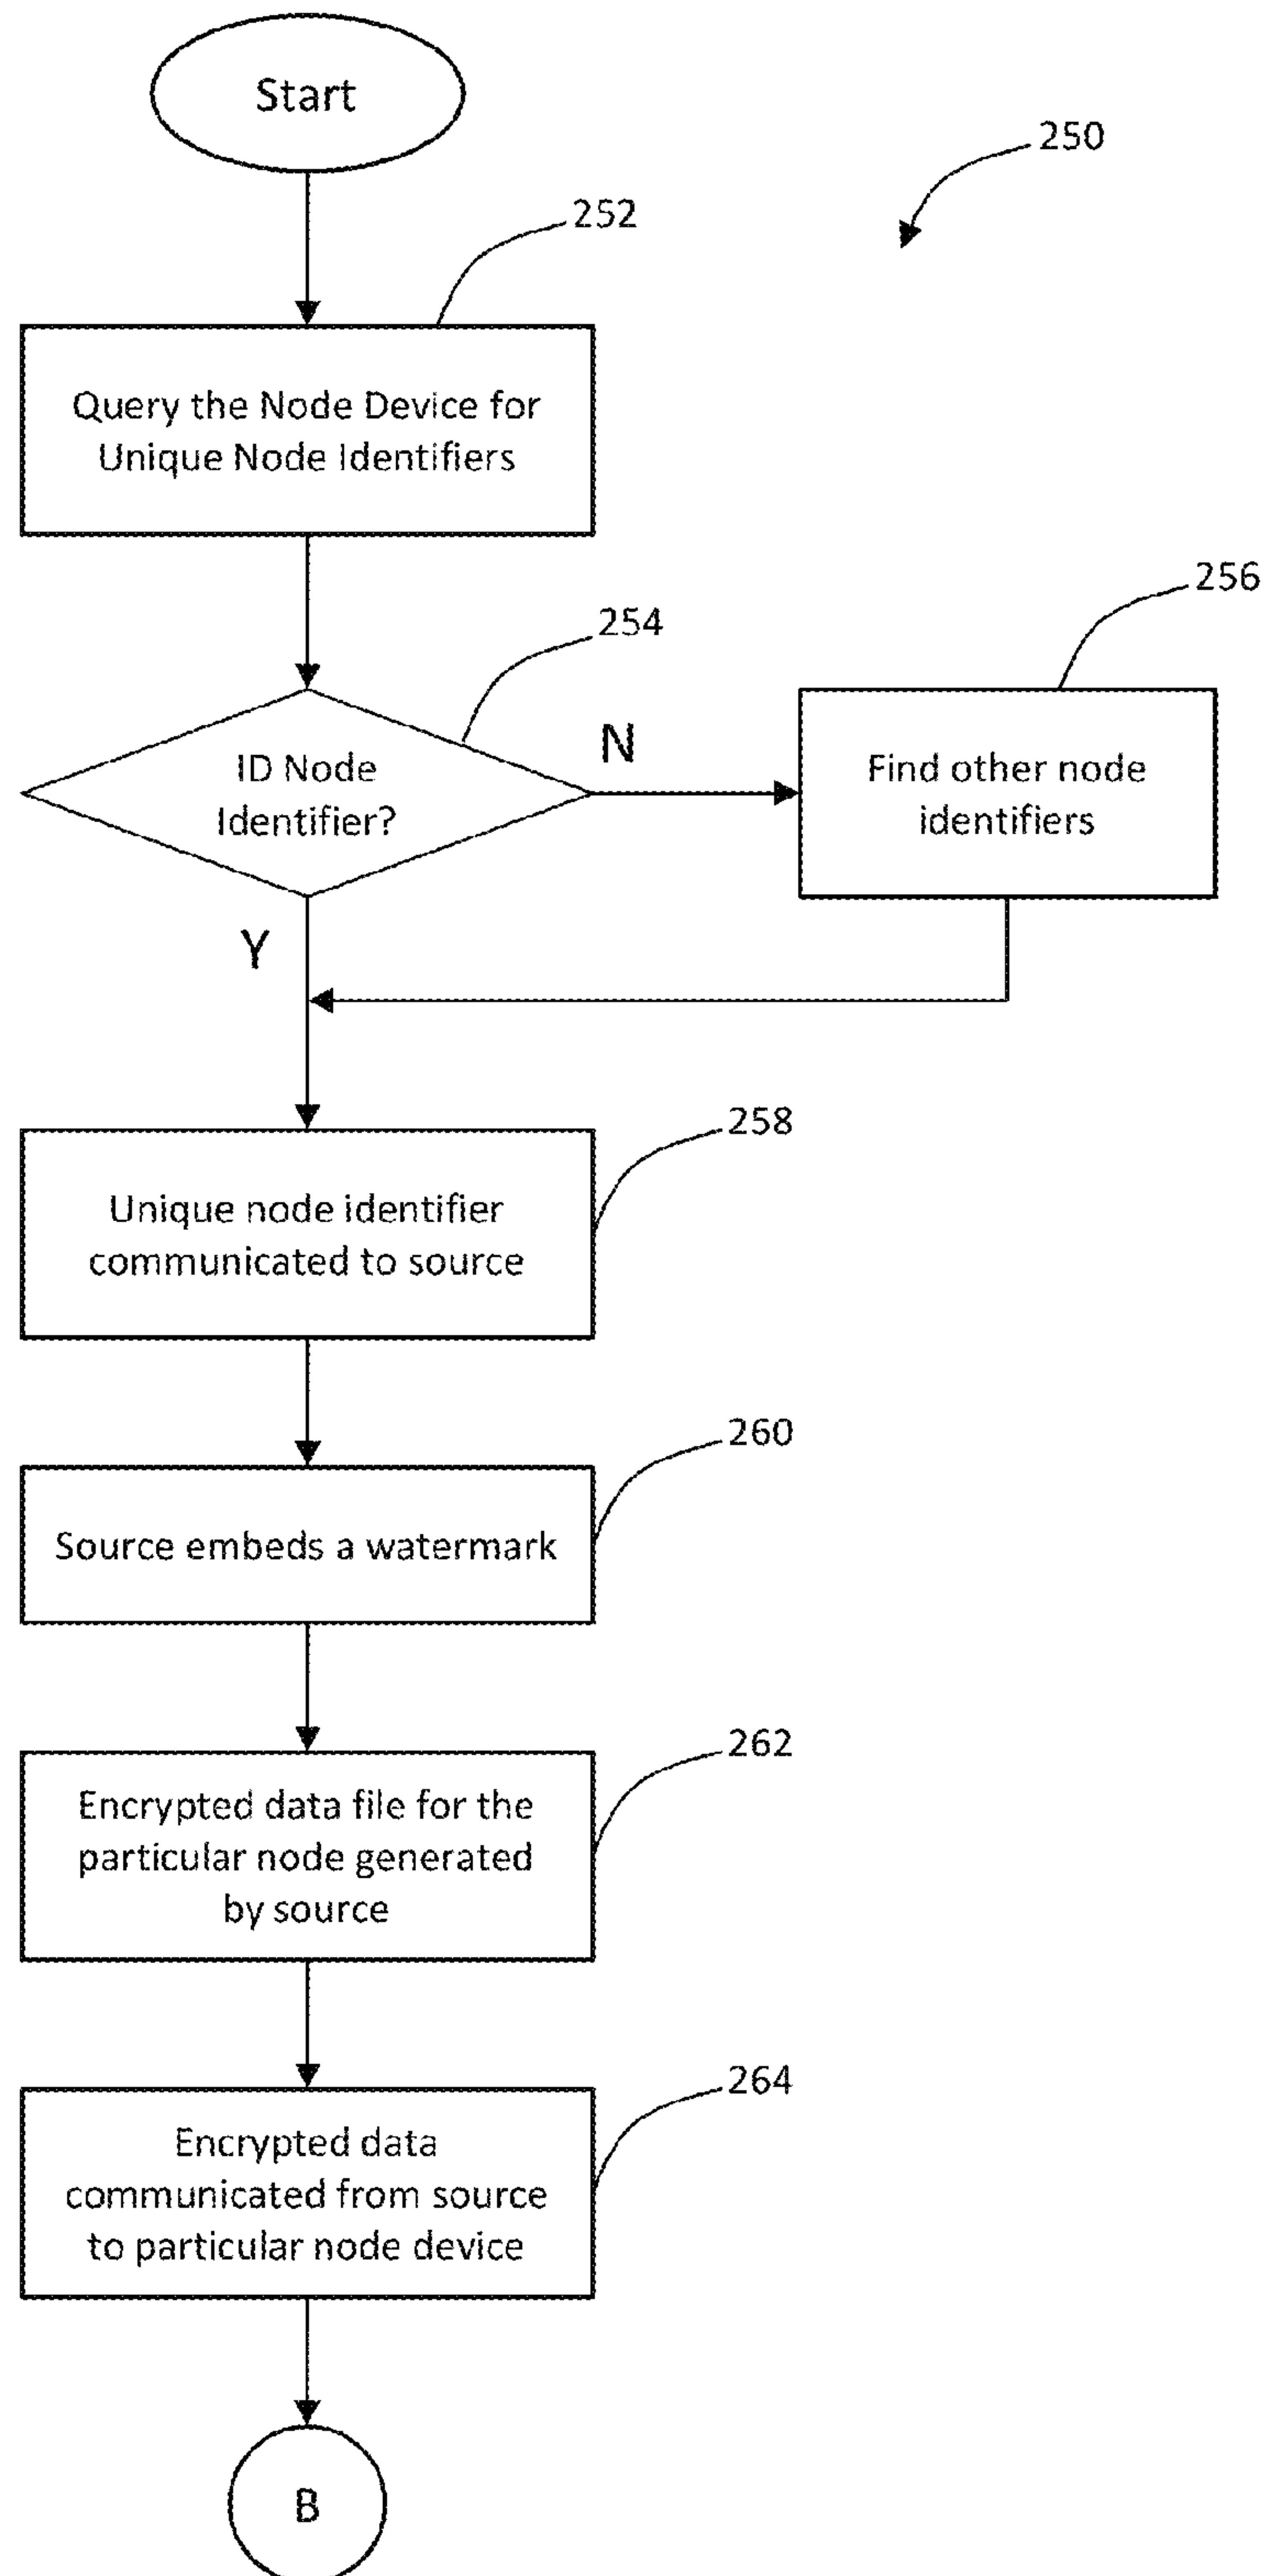 Start
250
252
Query the Node Device for
Unique Node Identifiers
254
256
ID Node
Identifier?
N
Find other node
identifiers
Y
258
Unique node identifier
communicated to source
260
Source embeds a watermark
262
Encrypted data file for the
particular node generated
by source
264
Encrypted data
communicated from source
to particular node device
B